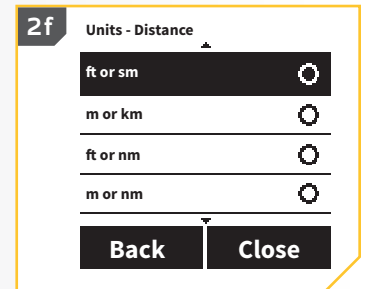 2f Units - Distance
ft or sm
m or km
ft or nm
m or nm
Back Close